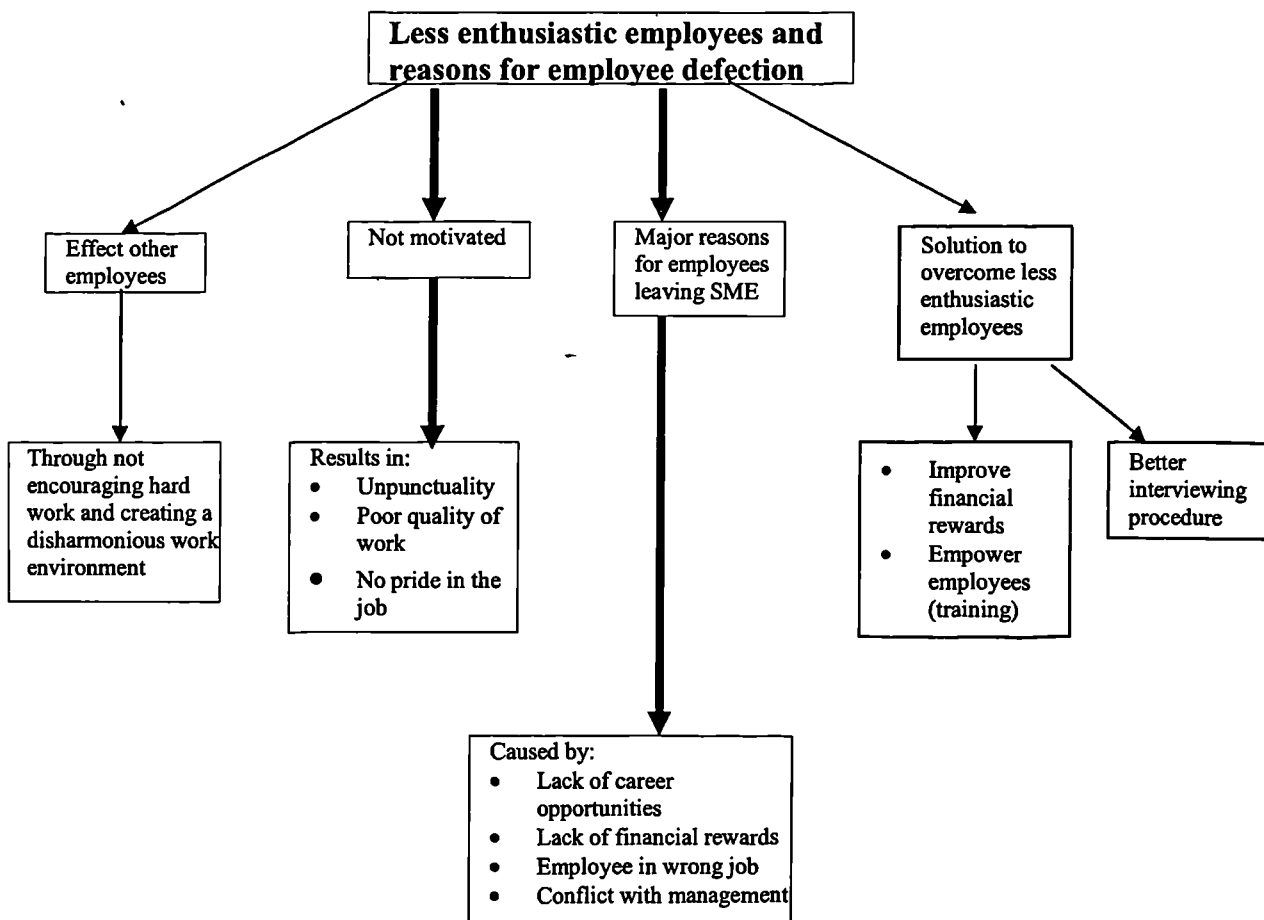 Less enthusiastic employees and
reasons for employee defection
Effect other
employees
Not motivated
Major reasons
for employees
leaving SME
Solution to
overcome less
enthusiastic
employees
Through not
encouraging hard
work and creating a
disharmonious work
environment
Results in:
• Unpunctuality
• Poor quality of
work
• No pride in the
job
• Improve
financial
rewards
• Empower
employees
(training)
Better
interviewing
procedure
Caused by:
• Lack of career
opportunities
• Lack of financial rewards
• Employee in wrong job
• Conflict with management